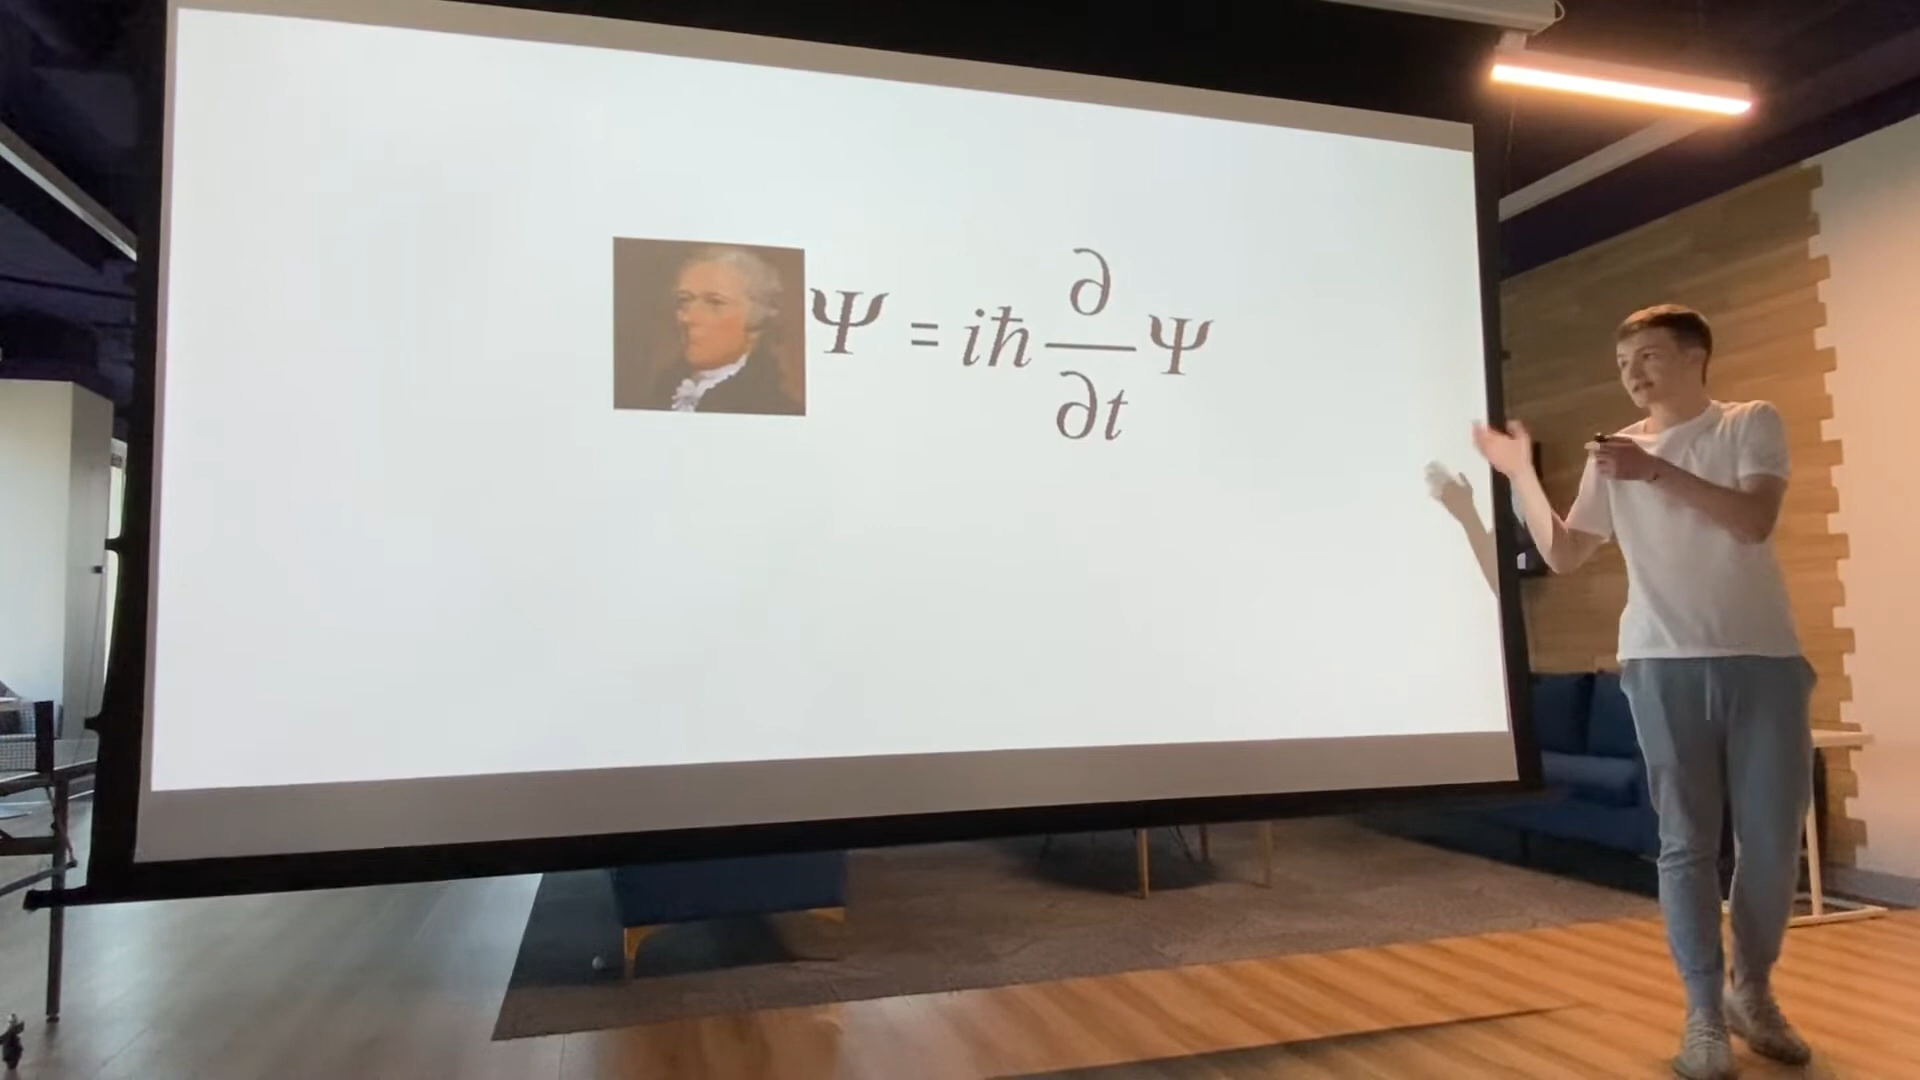 Ψ = iħ ∂/∂t Ψ